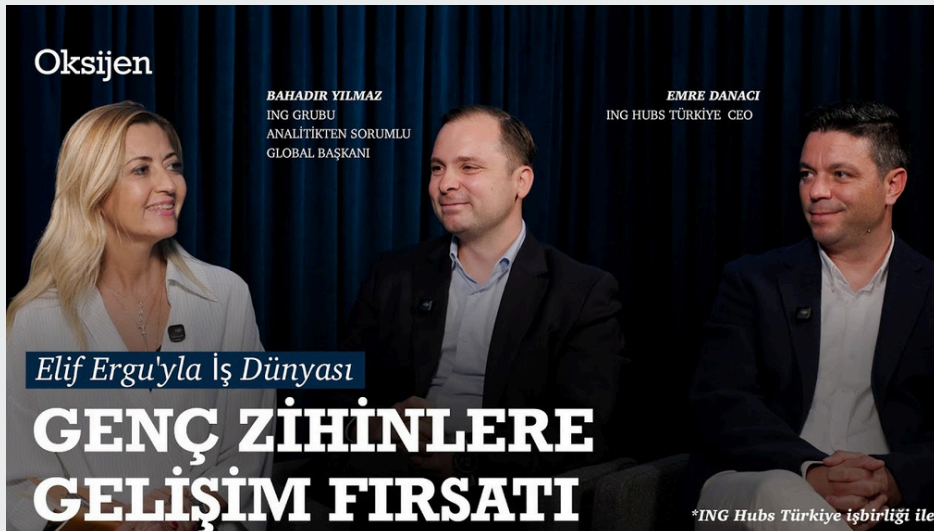 Oksijen
BAHADIR YILMAZ
ING GRUBU
ANALİTİKTEN SORUMLU
GLOBAL BAŞKANI
EMRE DANACI
ING HUBS TÜRKİYE CEO
Elif Ergu'yla İş Dünyası
GENÇ ZİHİNLERE
GELİŞİM FIRSATI
*ING Hubs Türkiye işbirliği ile